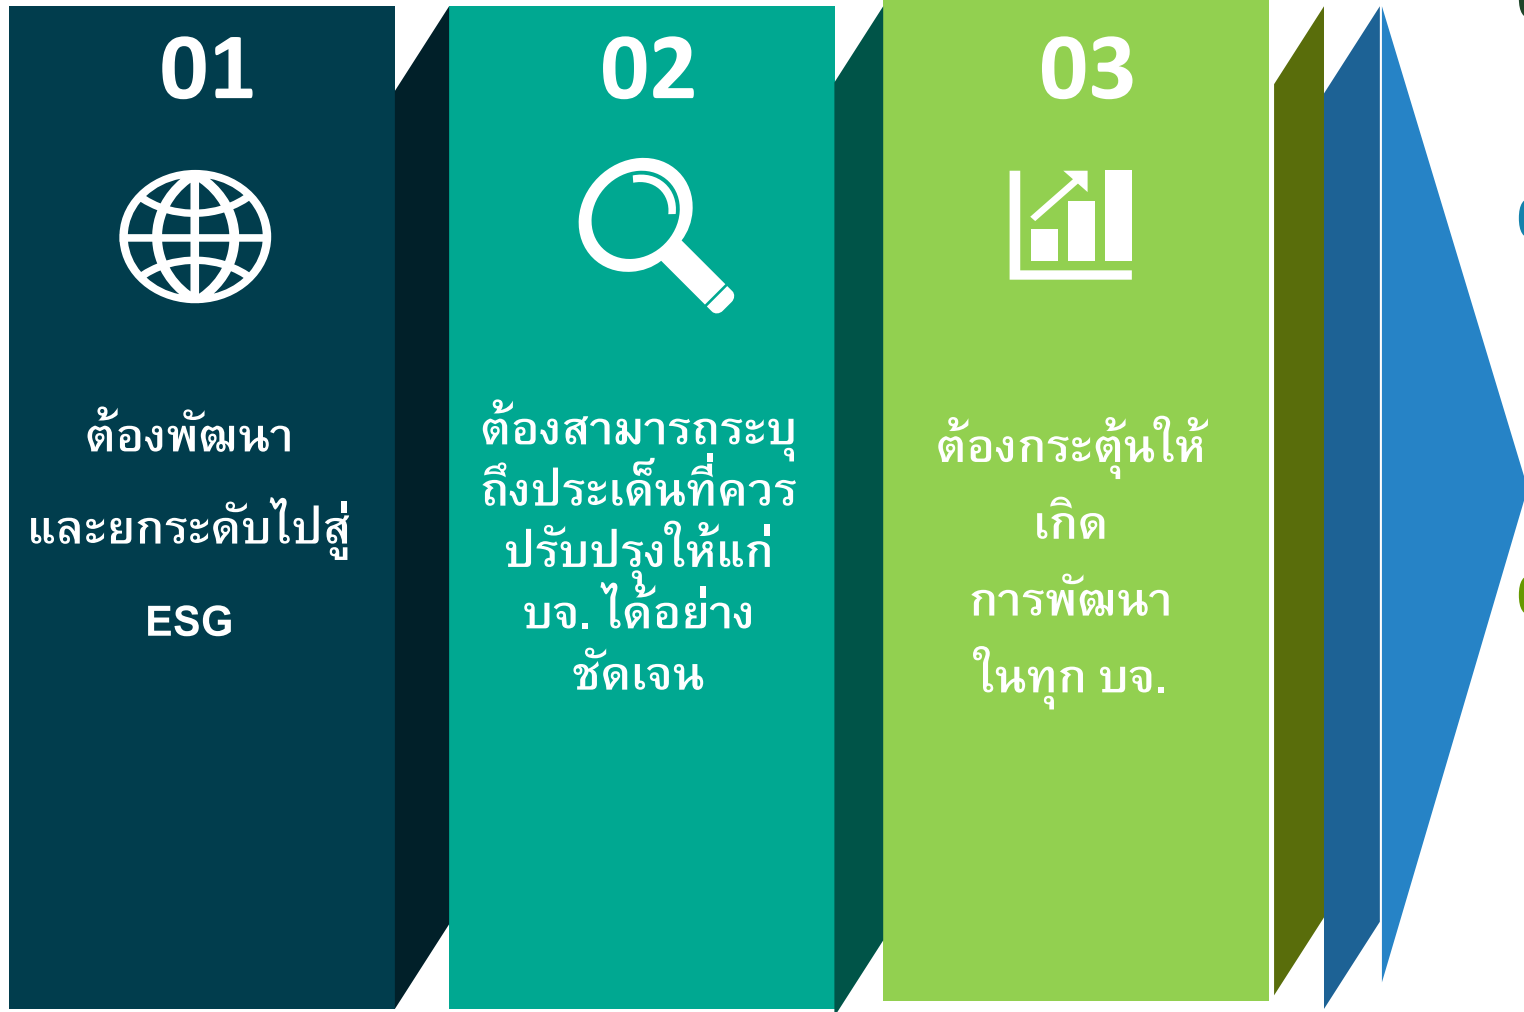 01
ต้องพัฒนา
และยกระดับไปสู่
ESG
02
ต้องสามารถระบุ
ถึงประเด็นที่ควร
ปรับปรุงให้แก่
บจ. ได้อย่าง
ชัดเจน
03
ต้องกระตุ้นให้
เกิด
การพัฒนา
ในทุก บจ.